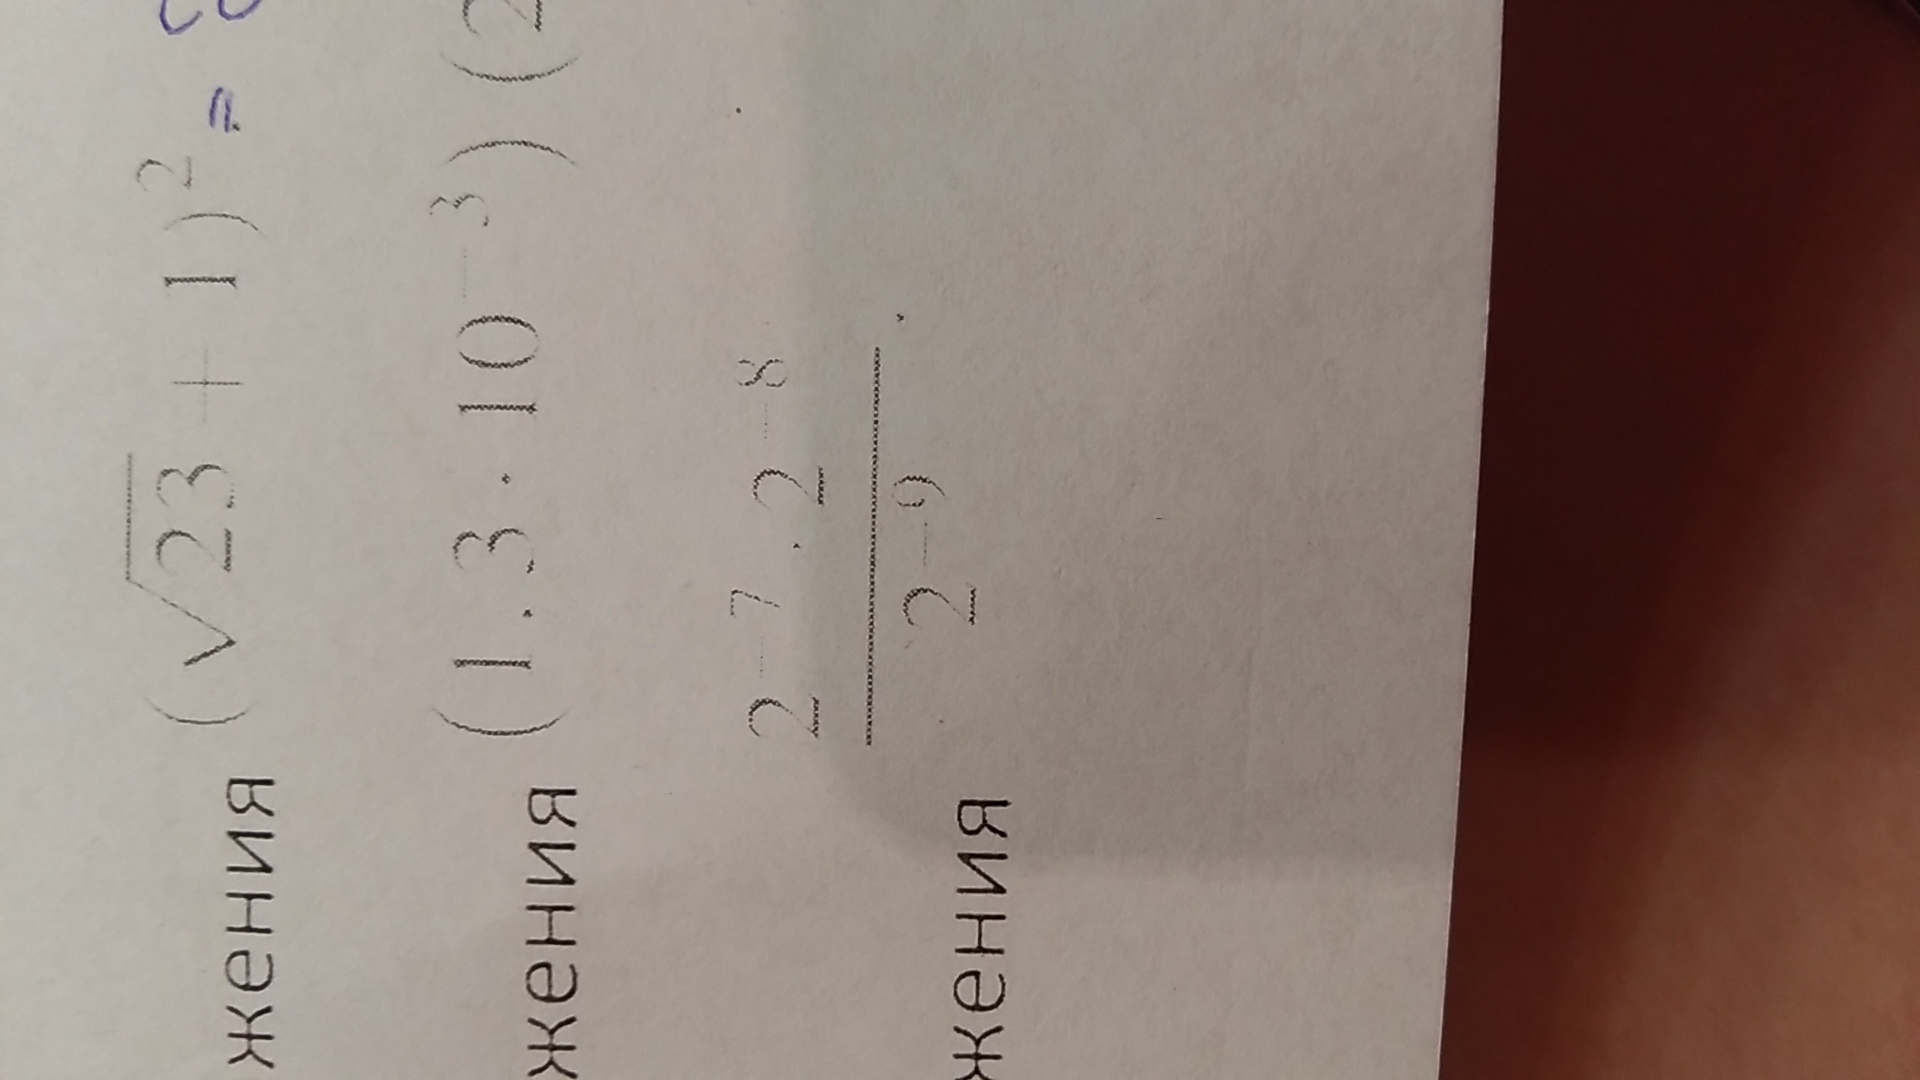 жения (√23 + 1)² =
жения (1,3 · 10⁻³)(2
жения 2⁻⁷ · 2⁻⁸ / 2⁻⁹ .